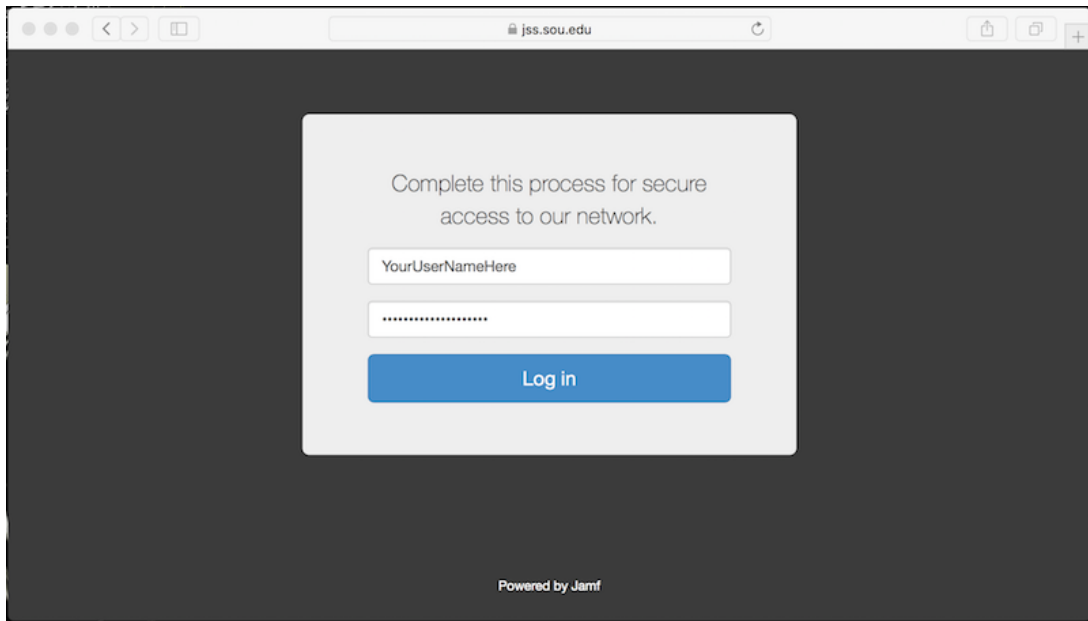 jss.sou.edu
Complete this process for secure
access to our network.
YourUserNameHere
••••••••••••••••••••
Log in
Powered by Jamf